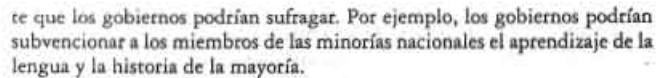 te que los gobiernos podrían sufragar. Por ejemplo, los gobiernos podrían
subvencionar a los miembros de las minorías nacionales el aprendizaje de la
lengua y la historia de la mayoría.